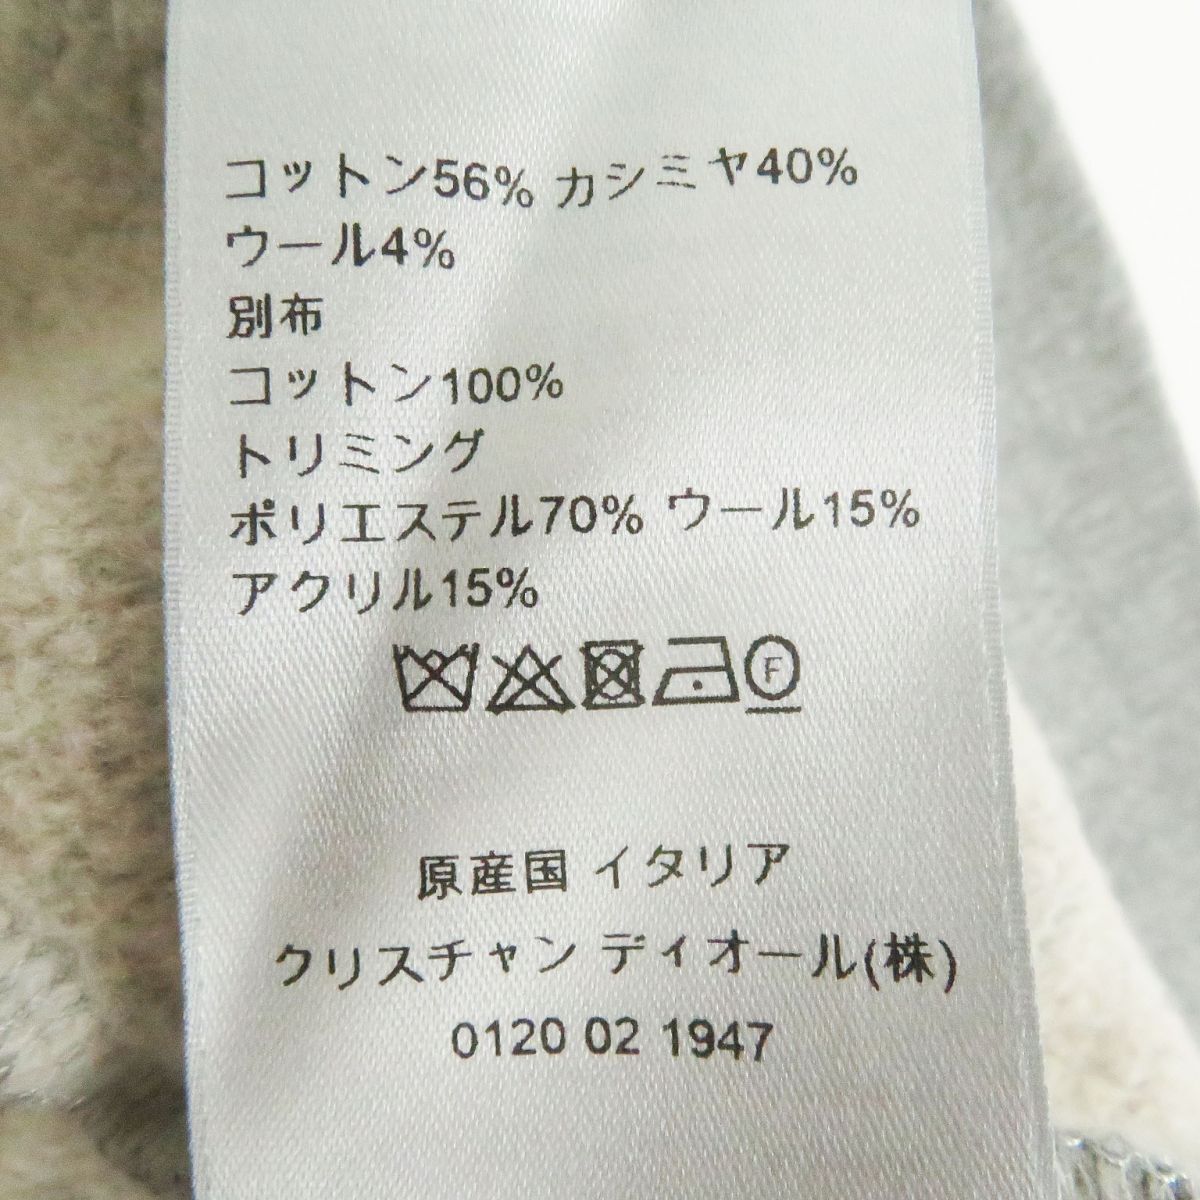 コットン56% カシミヤ40%
ウール4%
別布
コットン100%
トリミング
ポリエステル70% ウール15%
アクリル15%
F
原産国 イタリア
クリスチャン ディオール(株)
0120 02 1947